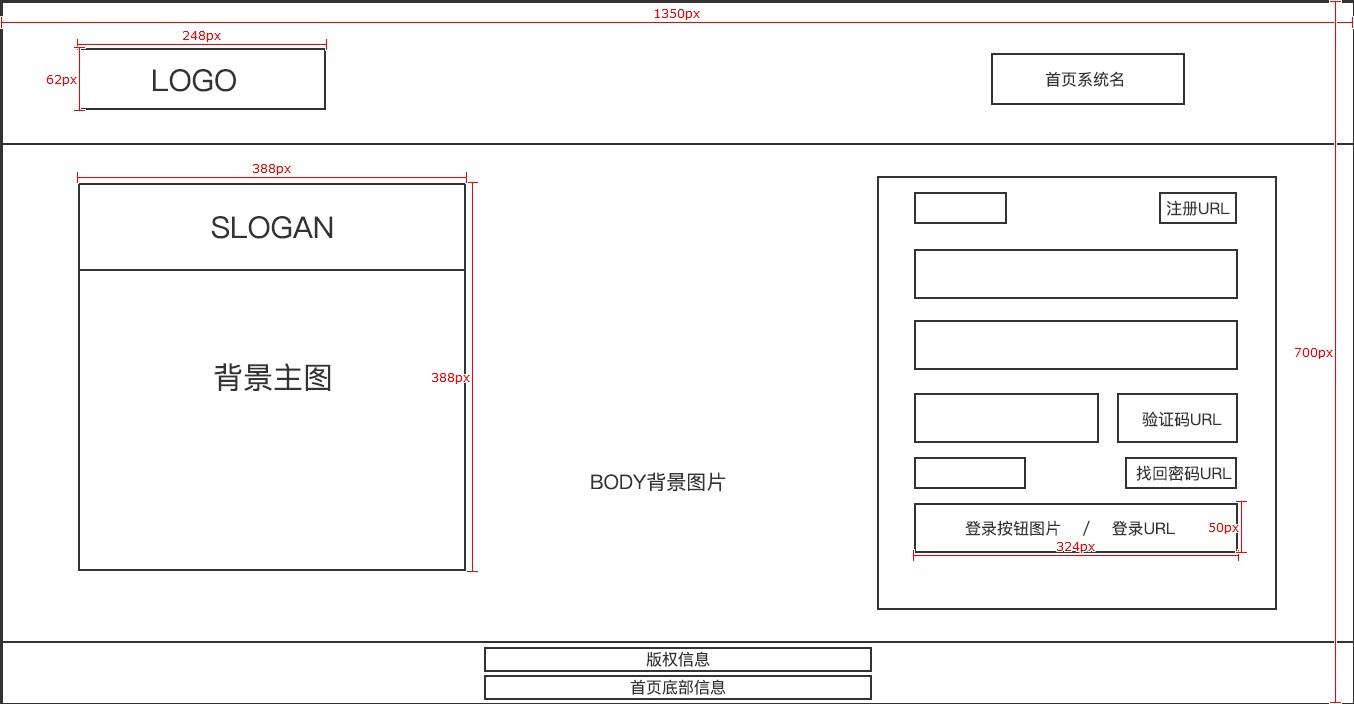 1350px
248px
62px
LOGO
首页系统名
388px
SLOGAN
注册URL
700px
背景主图
388px
验证码URL
找回密码URL
BODY背景图片
登录按钮图片 / 登录URL
50px
324px
版权信息
首页底部信息